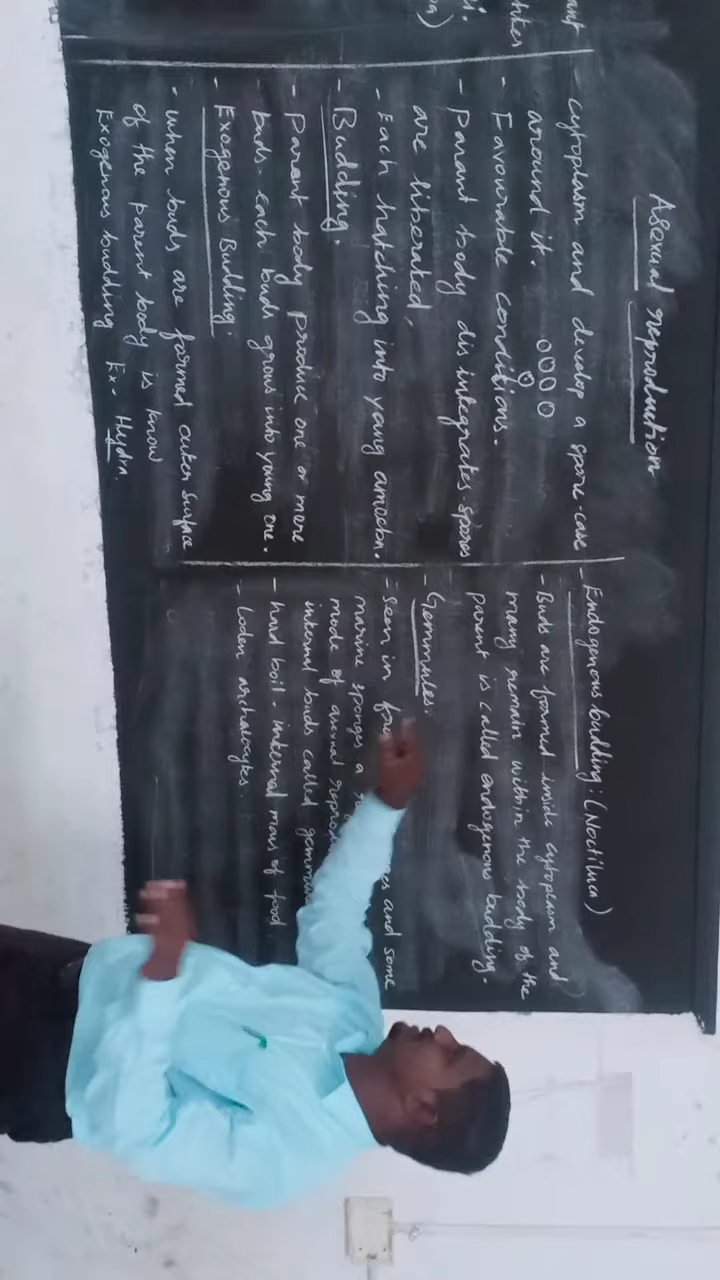 ant
Asexual reproduction
cytoplasm and develop a spore-case
around it.
- Favourable conditions.
- Parent body dis integrates spores
are liberated,
- Each hatching into young amoeba.
- Budding.
- Parent body produce one or more
buds. each buds grows into young one.
- Exogenous Budding:
- when buds are formed outer surface
of the parent body is know
Exogenous budding Ex- Hydra.
- Endogenous budding: (Noctiluca)
- Buds are formed inside cytoplasm and
many remain within the body of the
parent is called endogenous budding.
- Gemmules:
- Seen in and some
marine sponges a
mode of
internal buds called
- hard boil - internal mass of food
- Loden archaeocytes.